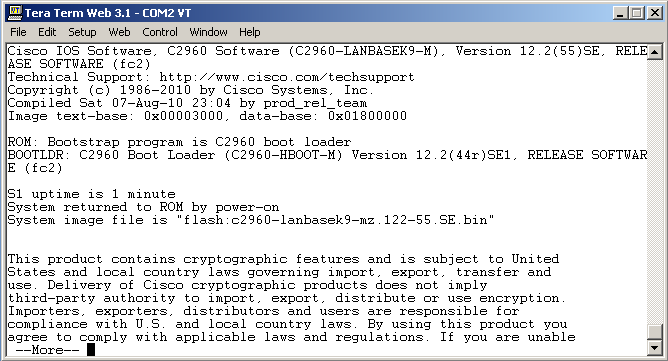 Tera Term Web 3.1 - COM2 VT
File Edit Setup Web Control Window Help
Cisco IOS Software, C2960 Software (C2960-LANBASEK9-M), Version 12.2(55)SE, RELE
ASE SOFTWARE (fc2)
Technical Support: http://www.cisco.com/techsupport
Copyright (c) 1986-2010 by Cisco Systems, Inc.
Compiled Sat 07-Aug-10 23:04 by prod_rel_team
Image text-base: 0x00003000, data-base: 0x01800000
ROM: Bootstrap program is C2960 boot loader
BOOTLDR: C2960 Boot Loader (C2960-HBOOT-M) Version 12.2(44r)SE1, RELEASE SOFTWAR
E (fc2)
S1 uptime is 1 minute
System returned to ROM by power-on
System image file is "flash:c2960-lanbasek9-mz.122-55.SE.bin"
This product contains cryptographic features and is subject to United
States and local country laws governing import, export, transfer and
use. Delivery of Cisco cryptographic products does not imply
third-party authority to import, export, distribute or use encryption.
Importers, exporters, distributors and users are responsible for
compliance with U.S. and local country laws. By using this product you
agree to comply with applicable laws and regulations. If you are unable
--More--